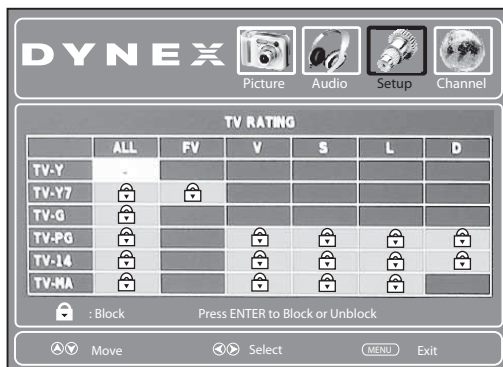 DYNEX
Picture Audio Setup Channel
TV RATING
ALL FV V S L D
TV-Y -
TV-Y7
TV-G
TV-PG
TV-14
TV-MA
: Block Press ENTER to Block or Unblock
Move Select MENU Exit